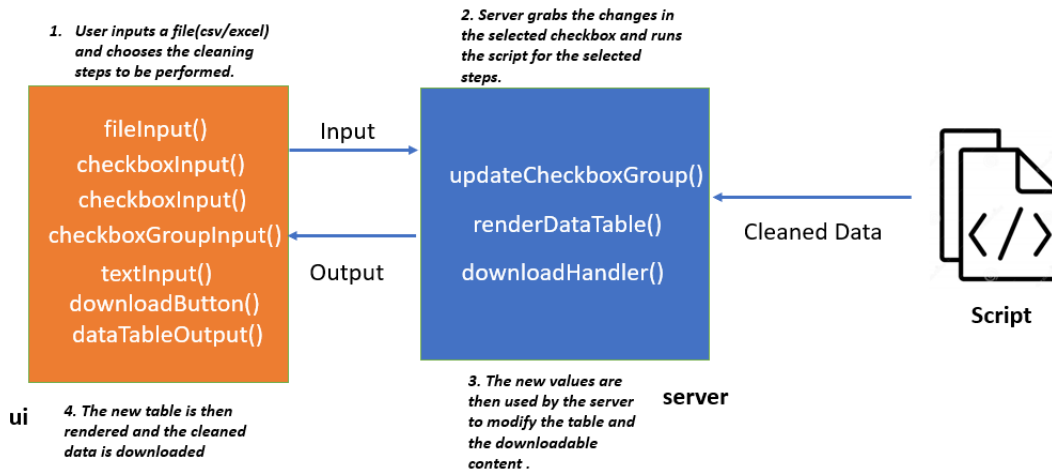 1. User inputs a file(csv/excel)
and chooses the cleaning
steps to be performed.
2. Server grabs the changes in
the selected checkbox and runs
the script for the selected
steps.
fileInput()
checkboxInput()
checkboxInput()
checkboxGroupInput()
textInput()
downloadButton()
dataTableOutput()
Input
Output
updateCheckboxGroup()
renderDataTable()
downloadHandler()
Cleaned Data
</>
Script
ui
4. The new table is then
rendered and the cleaned
data is downloaded
3. The new values are
then used by the server
to modify the table and
the downloadable
content .
server